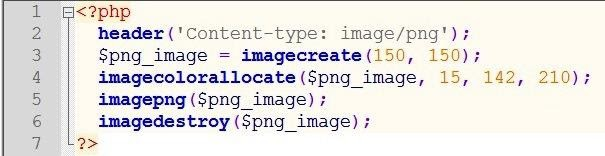 1 <?php
2 header('Content-type: image/png');
3 $png_image = imagecreate(150, 150);
4 imagecolorallocate($png_image, 15, 142, 210);
5 imagepng($png_image);
6 imagedestroy($png_image);
7 ?>